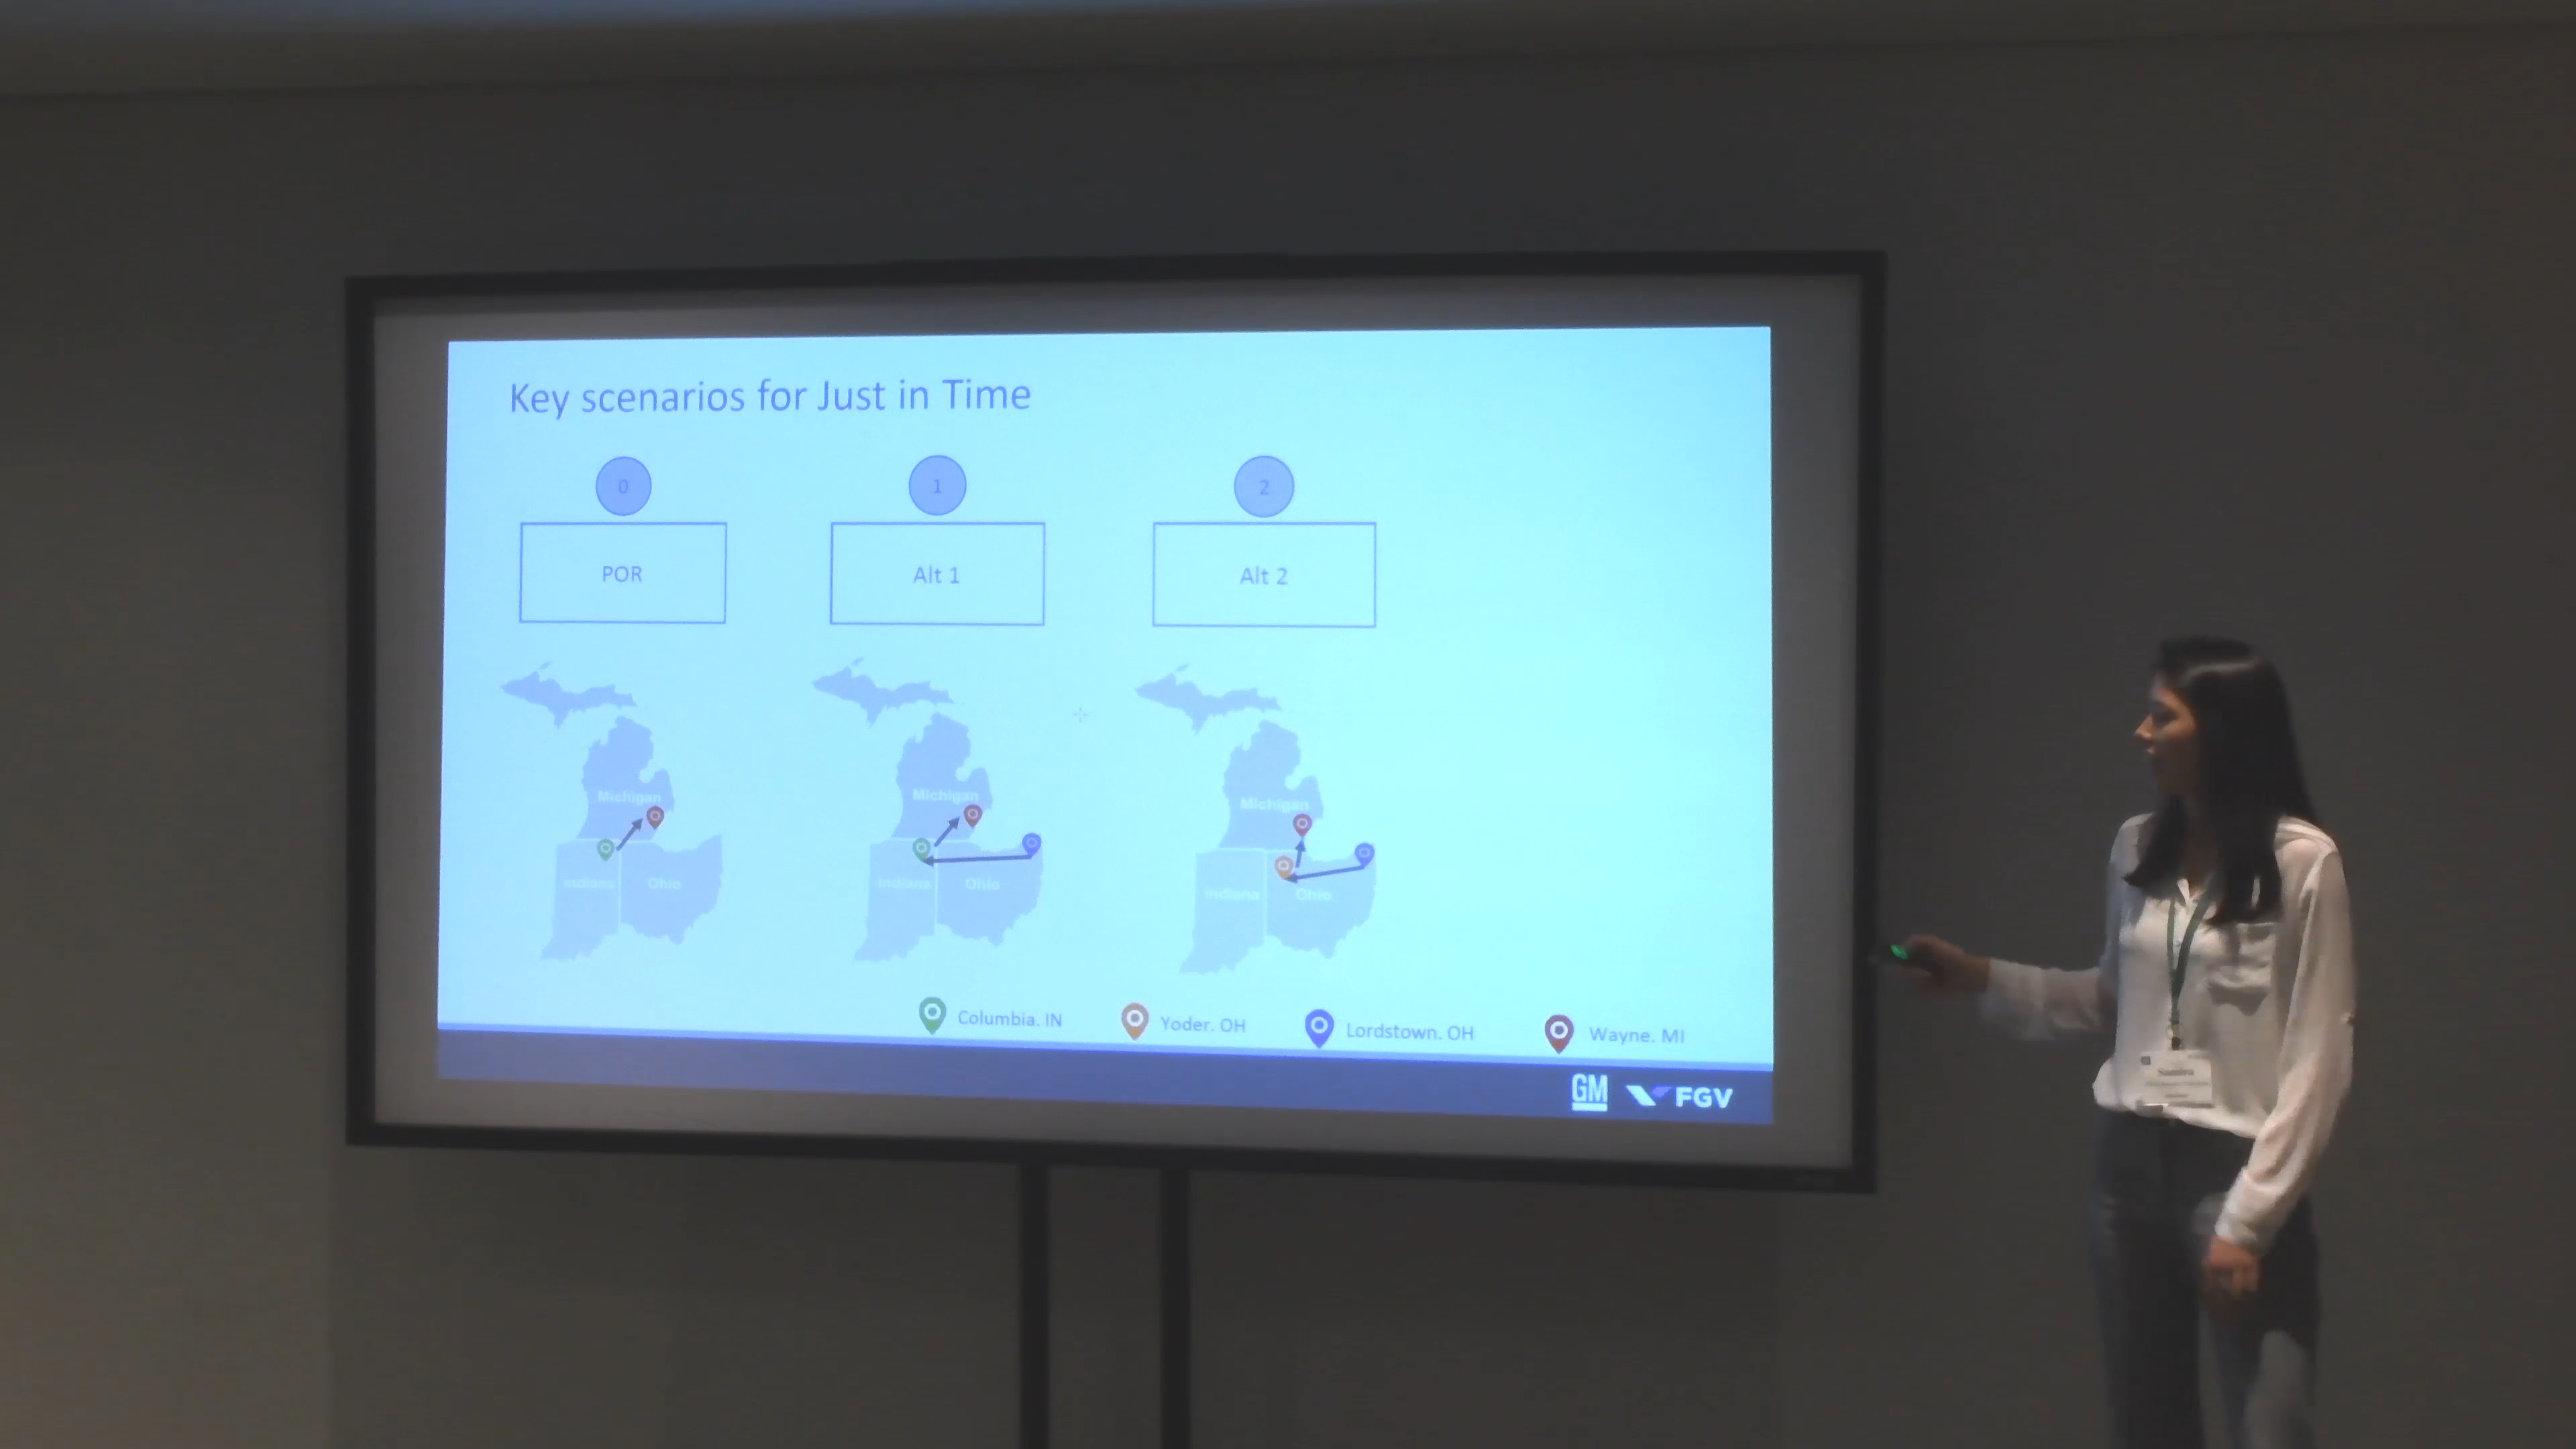 Key scenarios for Just in Time
0
1
2
POR
Alt 1
Alt 2
Michigan
Indiana
Ohio
Michigan
Indiana
Ohio
Michigan
Indiana
Ohio
Columbia. IN
Yoder. OH
Lordstown. OH
Wayne. MI
GM
FGV